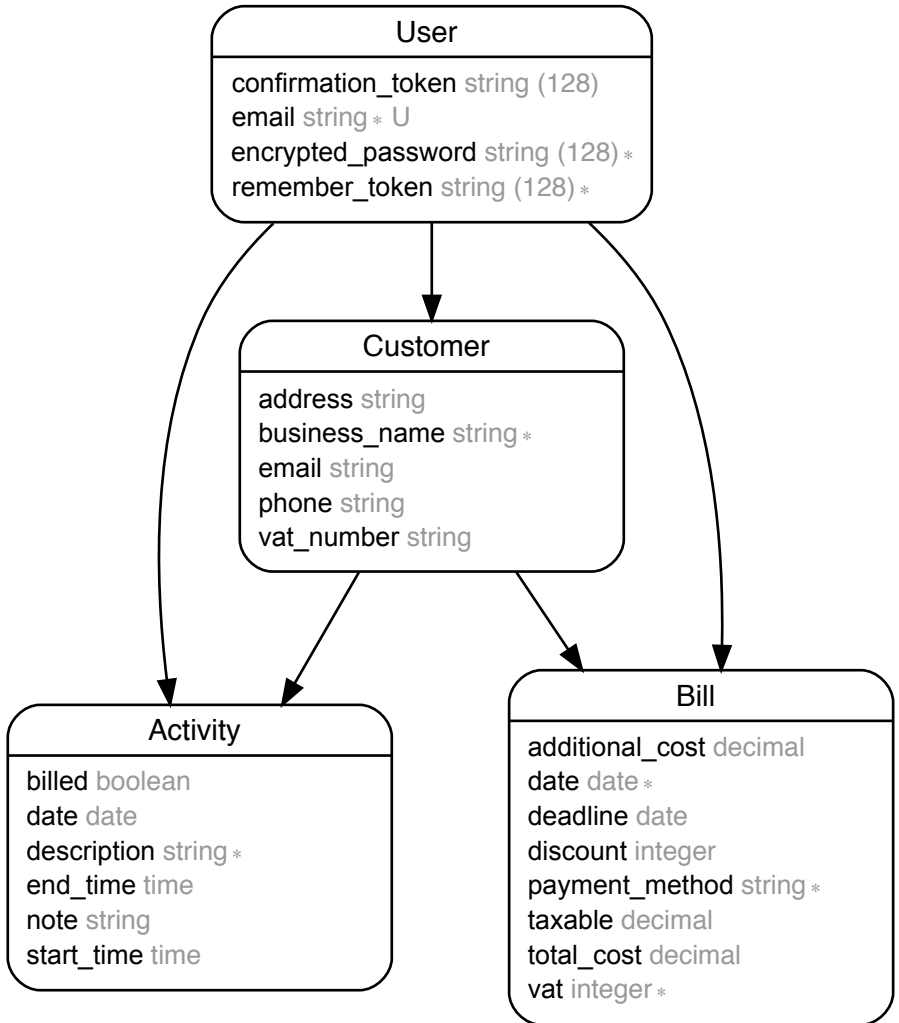 User
confirmation_token string (128)
email string∗ U
encrypted_password string (128)∗
remember_token string (128)∗
Customer
address string
business_name string∗
email string
phone string
vat_number string
Activity
billed boolean
date date
description string∗
end_time time
note string
start_time time
Bill
additional_cost decimal
date date∗
deadline date
discount integer
payment_method string∗
taxable decimal
total_cost decimal
vat integer∗